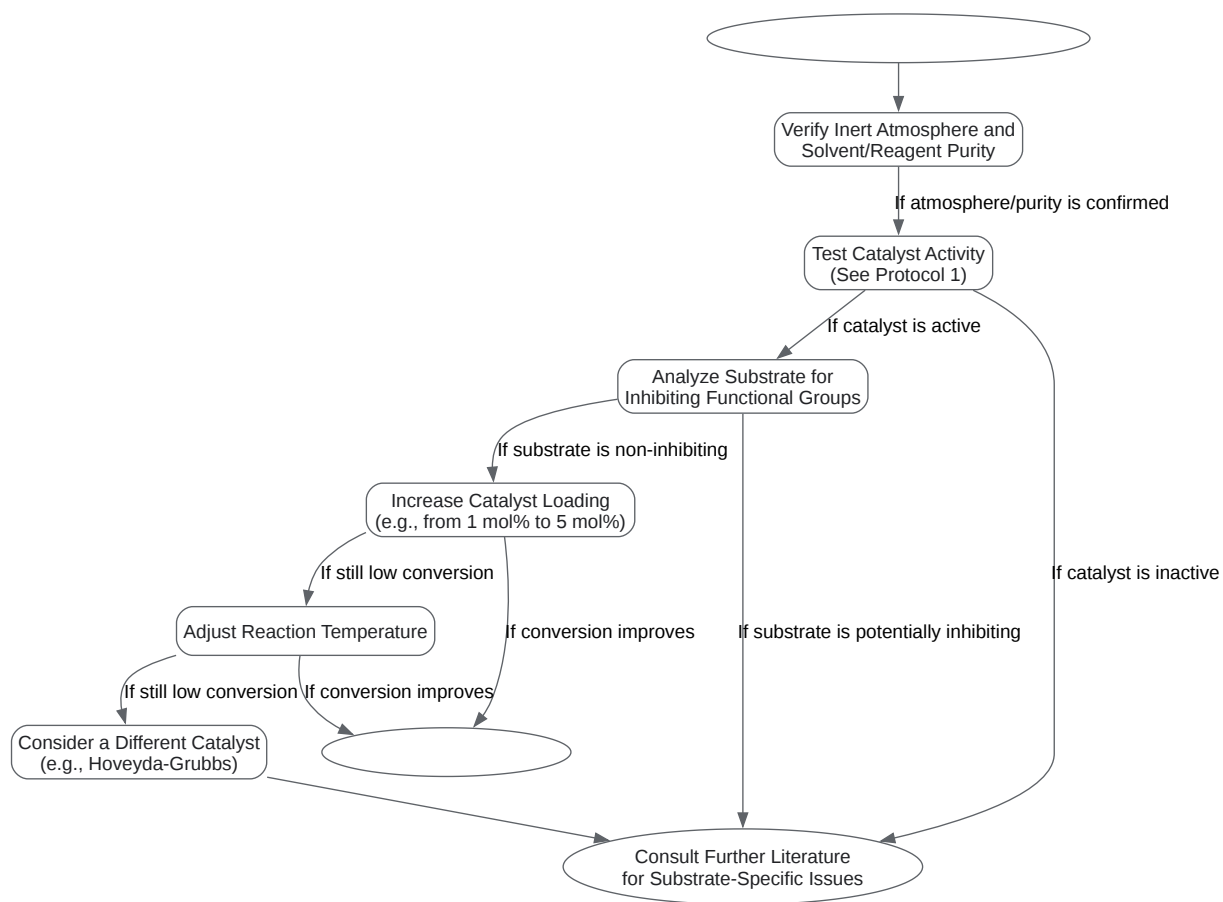 Verify Inert Atmosphere and
Solvent/Reagent Purity
If atmosphere/purity is confirmed
Test Catalyst Activity
(See Protocol 1)
If catalyst is active
Analyze Substrate for
Inhibiting Functional Groups
If substrate is non-inhibiting
Increase Catalyst Loading
(e.g., from 1 mol% to 5 mol%)
If still low conversion
If catalyst is inactive
Adjust Reaction Temperature
If conversion improves
If substrate is potentially inhibiting
If still low conversion
If conversion improves
Consider a Different Catalyst
(e.g., Hoveyda-Grubbs)
Consult Further Literature
for Substrate-Specific Issues